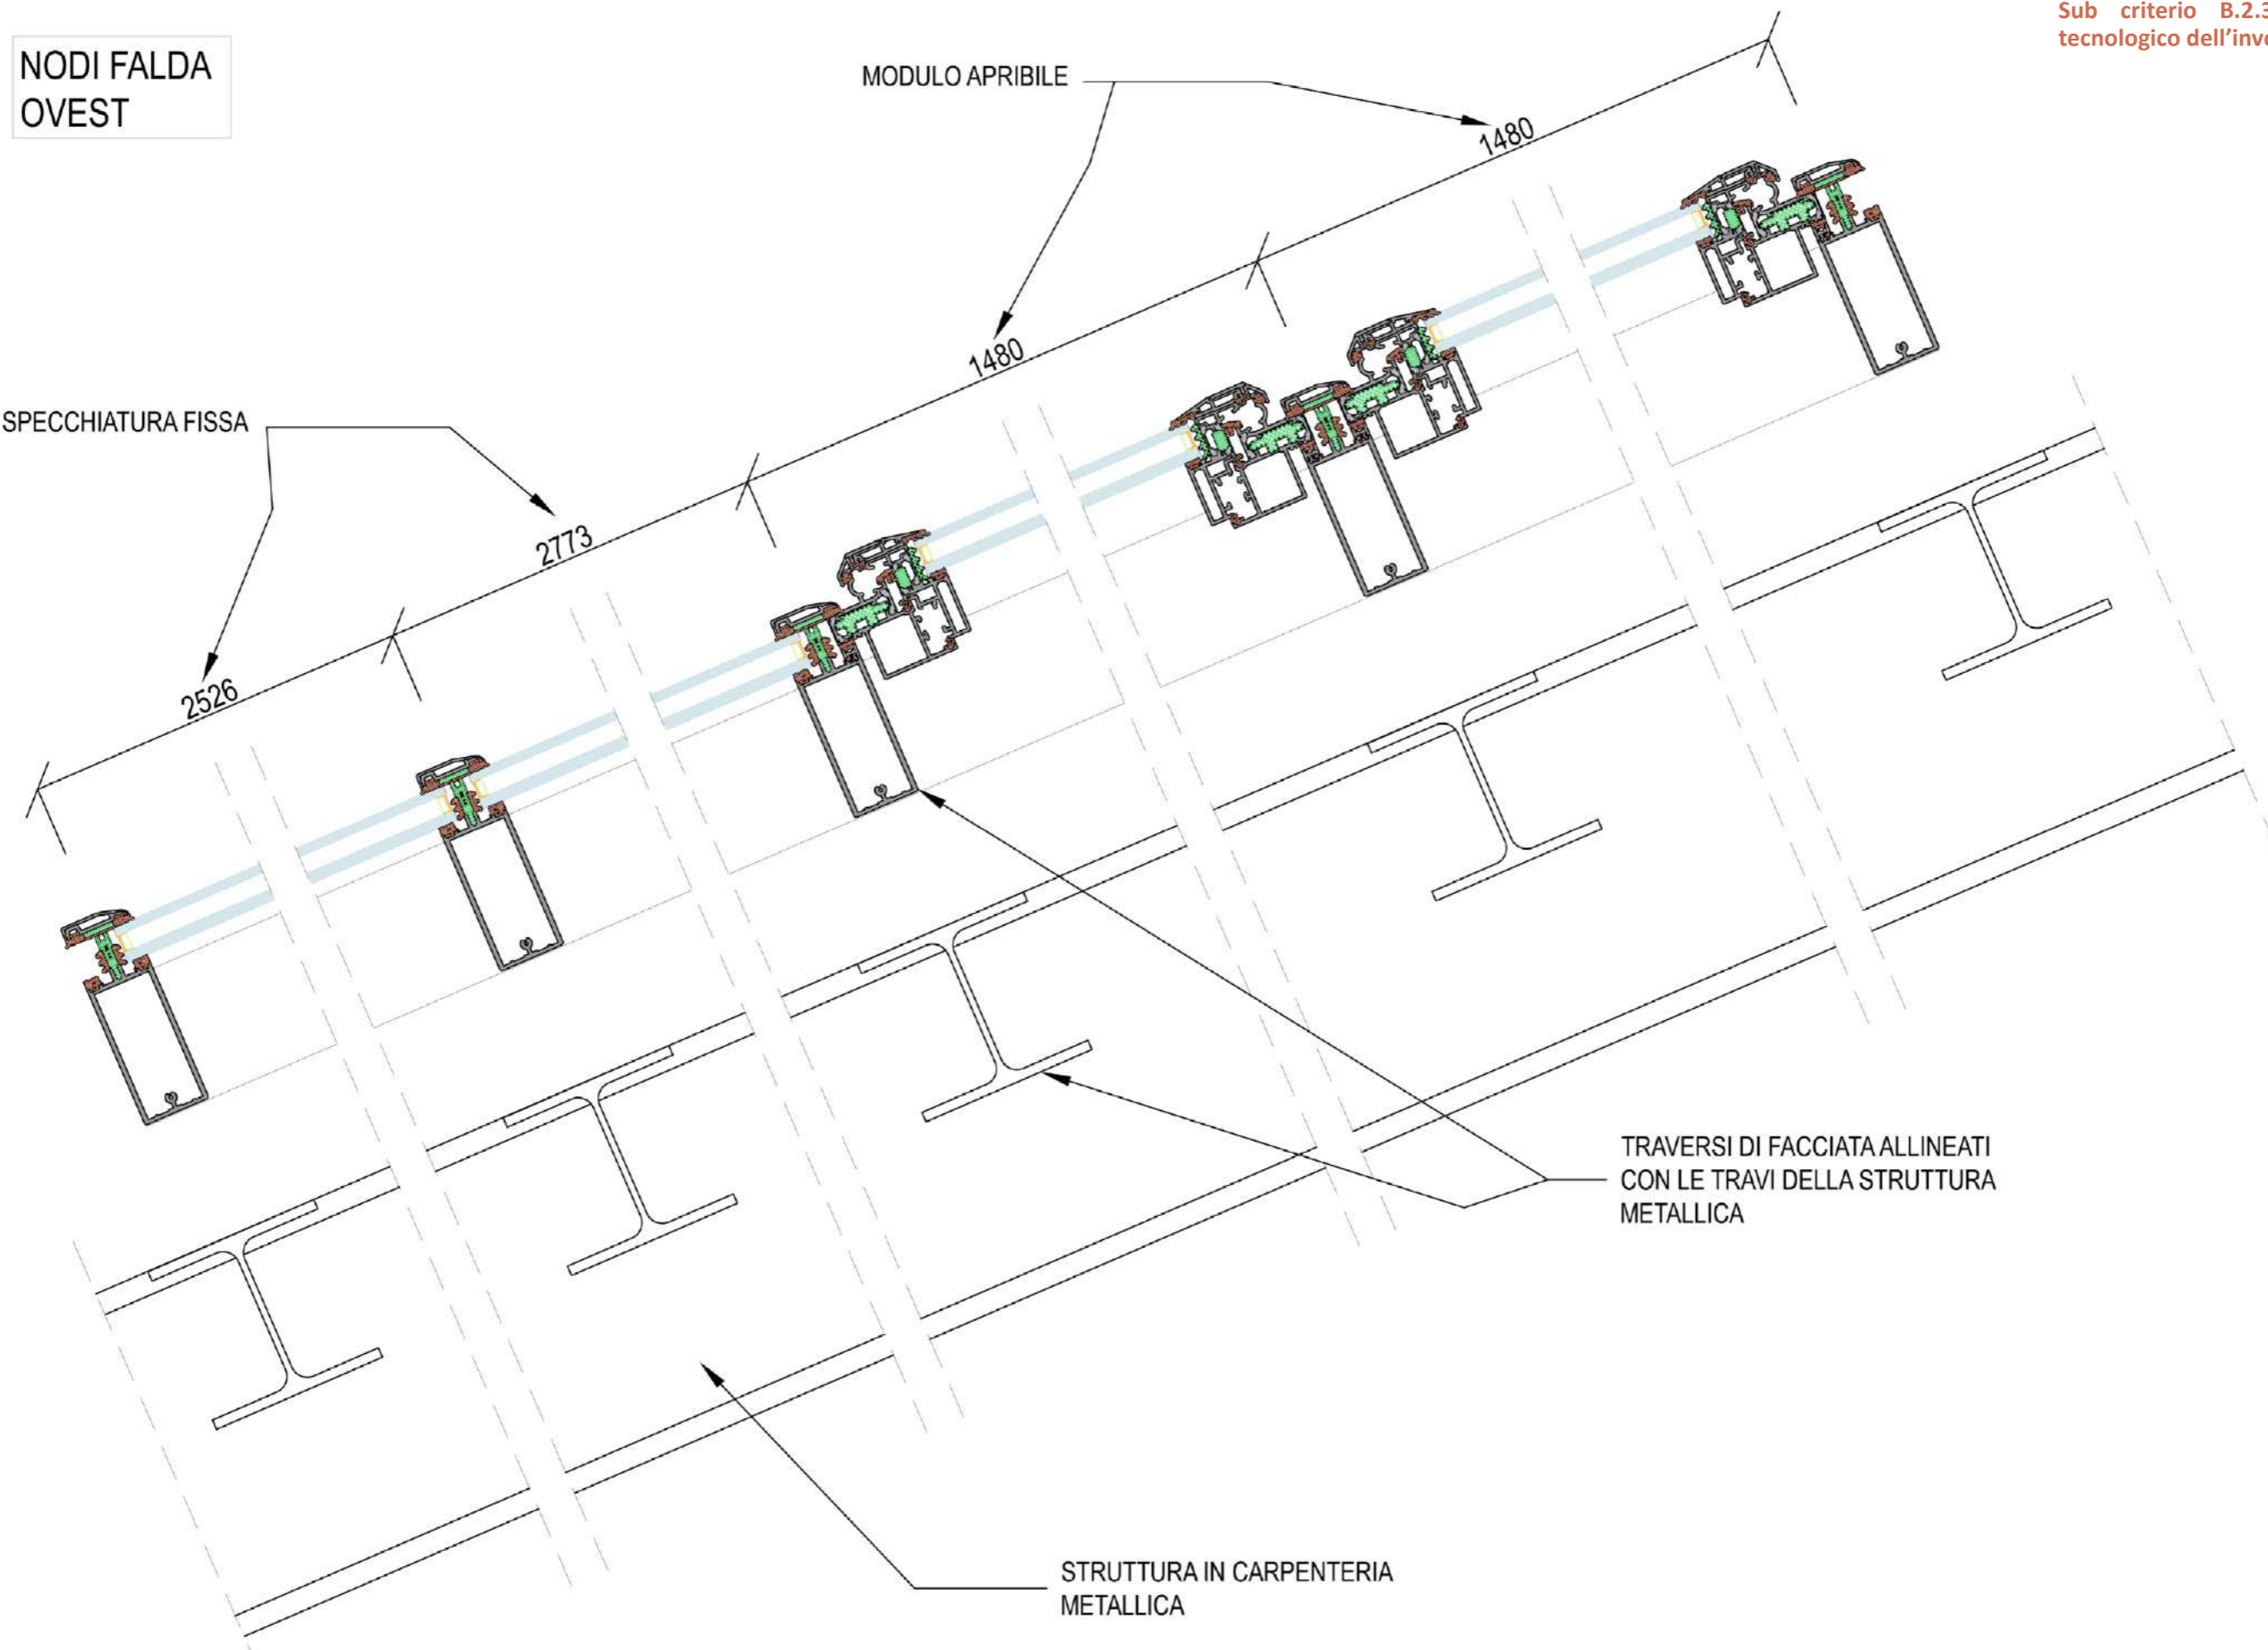 Sub criterio B.2.3
tecnologico dell'inv
NODI FALDA
OVEST
MODULO APRIBILE
1480
1480
SPECCHIATURA FISSA
2773
2526
TRAVERSI DI FACCIATA ALLINEATI
CON LE TRAVI DELLA STRUTTURA
METALLICA
STRUTTURA IN CARPENTERIA
METALLICA